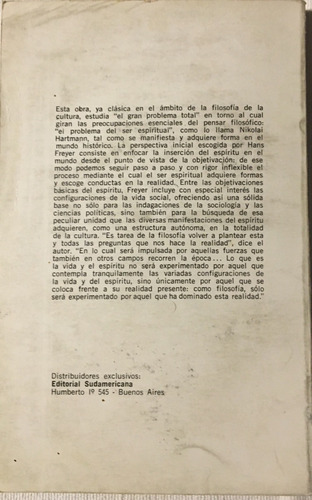 Esta obra, ya clásica en el ámbito de la filosofía de la
cultura, estudia "el gran problema total" en torno al cual
giran las preocupaciones esenciales del pensar filosófico:
"el problema del ser espiritual", como lo llama Nikolai
Hartmann, tal como se manifiesta y adquiere forma en el
mundo histórico. La perspectiva inicial escogida por Hans
Freyer consiste en enfocar la inserción del espíritu en el
mundo desde el punto de vista de la objetivación; de ese
modo podemos seguir paso a paso y con rigor inflexible el
proceso mediante el cual el ser espiritual adquiere formas
y escoge conductas en la realidad. Entre las objetivaciones
básicas del espíritu, Freyer incluye con especial interés las
configuraciones de la vida social, ofreciendo así una sólida
base no sólo para las indagaciones de la sociología y las
ciencias políticas, sino también para la búsqueda de esa
peculiar unidad que las diversas manifestaciones del espíritu
adquieren, como una estructura autónoma, en la totalidad
de la cultura. "Es tarea de la filosofía volver a plantear esta
y todas las preguntas que nos hace la realidad", dice el
autor. "En lo cual será impulsada por aquellas fuerzas que
también en otros campos recorren la época... Lo que es
la vida y el espíritu no será experimentado por aquel que
contempla tranquilamente las variadas configuraciones de
la vida y del espíritu, sino únicamente por aquel que se
coloca frente a su realidad presente: como filosofía, sólo
será experimentado por aquel que ha dominado esta realidad."
Distribuidores exclusivos:
Editorial Sudamericana
Humberto 1º 545 - Buenos Aires